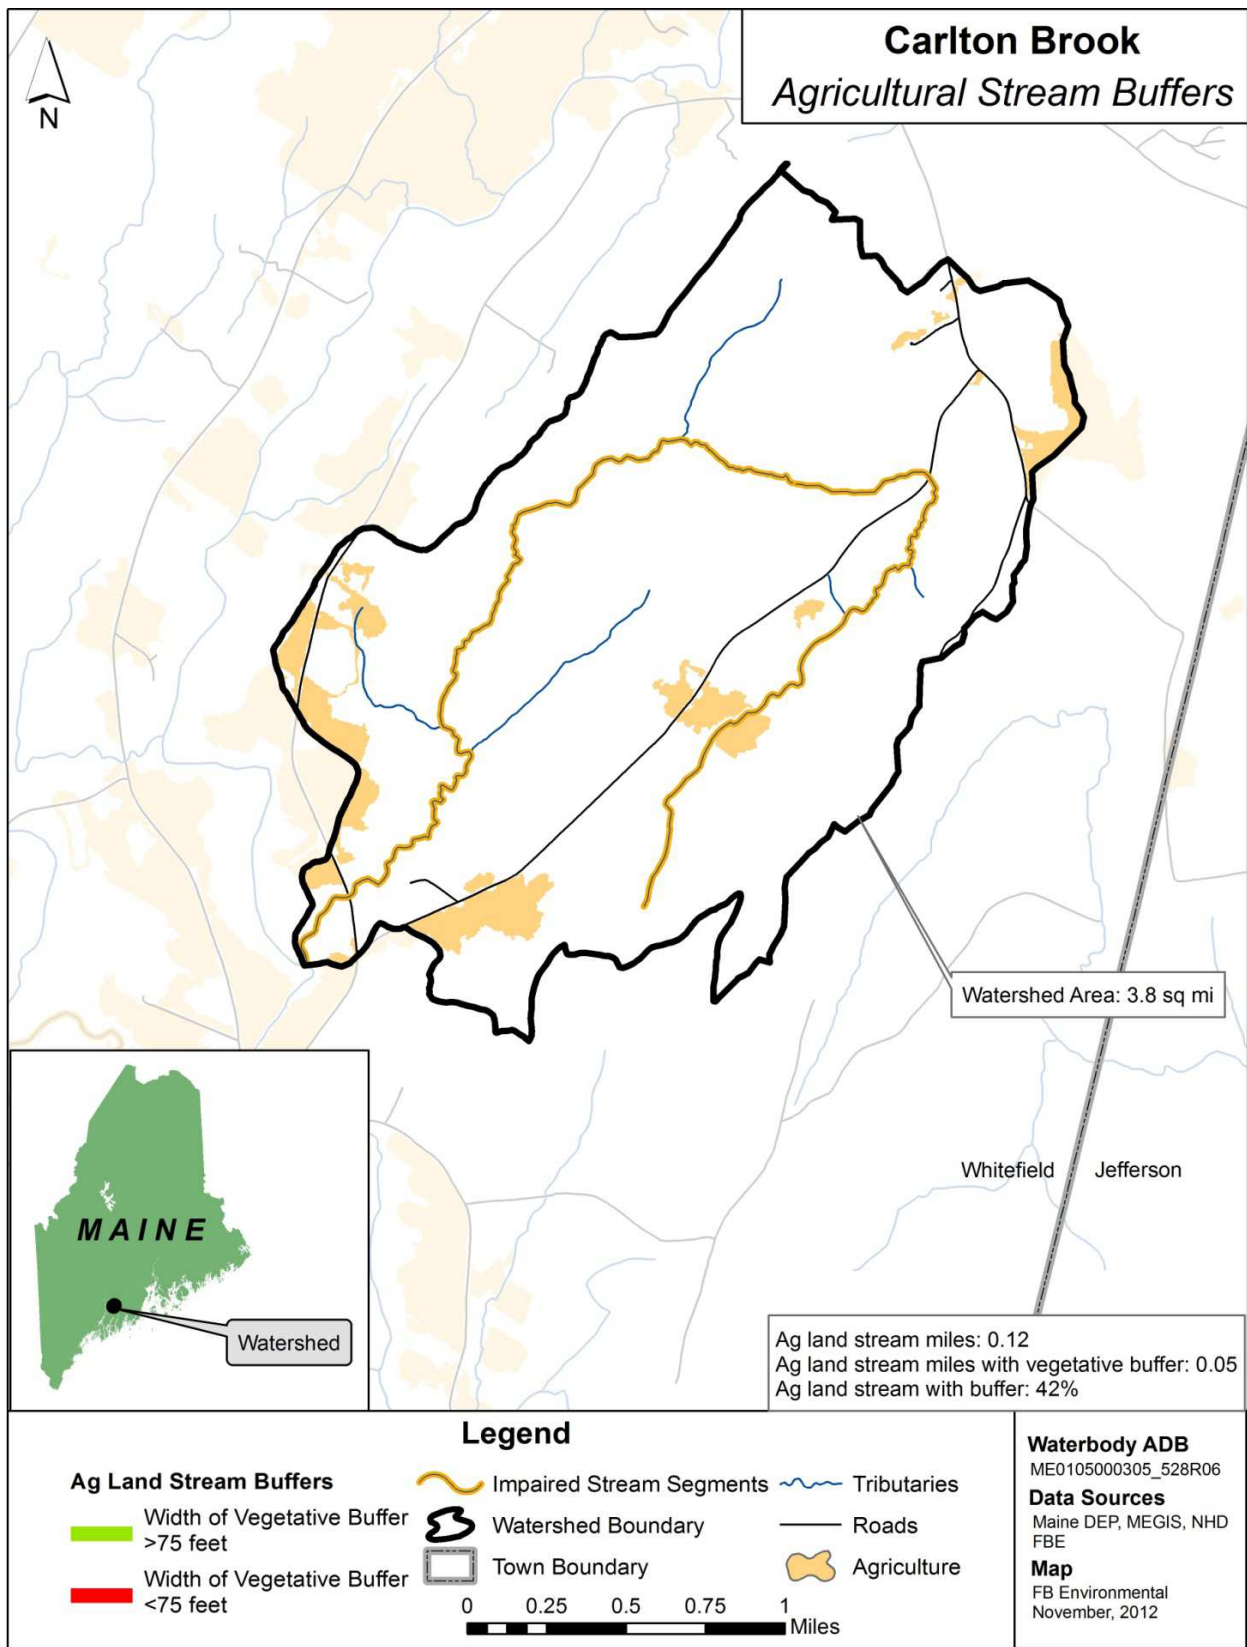 Carlton Brook
Agricultural Stream Buffers
N
Watershed Area: 3.8 sq mi
Whitefield
Jefferson
MAINE
Watershed
Ag land stream miles: 0.12
Ag land stream miles with vegetative buffer: 0.05
Ag land stream with buffer: 42%
Legend
Ag Land Stream Buffers
Width of Vegetative Buffer
>75 feet
Width of Vegetative Buffer
<75 feet
Impaired Stream Segments
Watershed Boundary
Town Boundary
Tributaries
Roads
Agriculture
0 0.25 0.5 0.75 1
Miles
Waterbody ADB
ME0105000305_528R06
Data Sources
Maine DEP, MEGIS, NHD
FBE
Map
FB Environmental
November, 2012